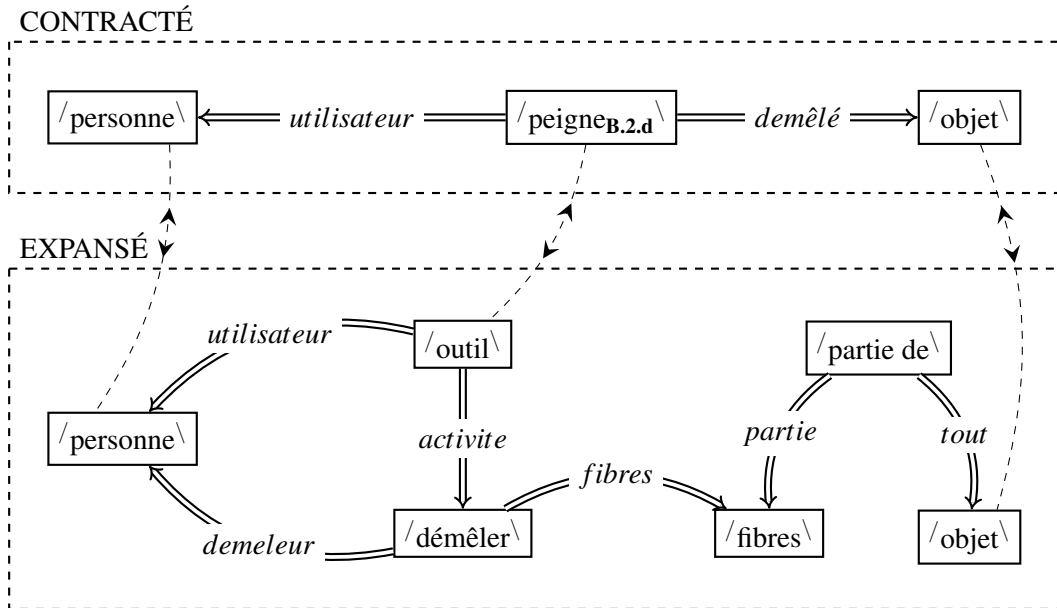 CONTRACTÉ
/personne\ utilisateur /peigneB.2.d\ demêlé /objet\
EXPANSÉ
utilisateur /outil\ /partie de\
/personne\ activite partie tout
fibres
demeleur /démêler\ /fibres\ /objet\